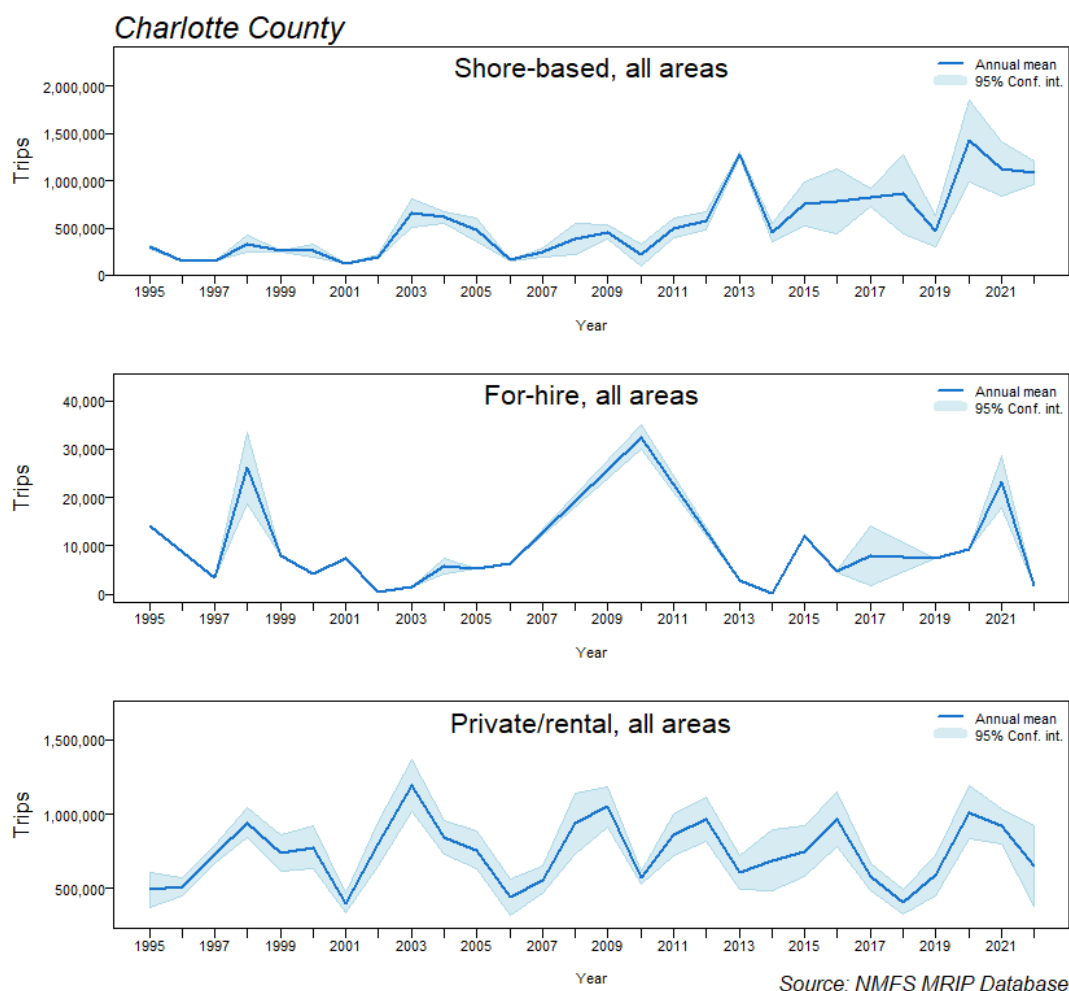 Charlotte County
Shore-based, all areas
Annual mean
95% Conf. int.
Trips
2,000,000
1,500,000
1,000,000
500,000
0
1995 1997 1999 2001 2003 2005 2007 2009 2011 2013 2015 2017 2019 2021
Year
For-hire, all areas
Annual mean
95% Conf. int.
Trips
40,000
30,000
20,000
10,000
0
1995 1997 1999 2001 2003 2005 2007 2009 2011 2013 2015 2017 2019 2021
Year
Private/rental, all areas
Annual mean
95% Conf. int.
Trips
1,500,000
1,000,000
500,000
1995 1997 1999 2001 2003 2005 2007 2009 2011 2013 2015 2017 2019 2021
Year
Source: NMFS MRIP Database